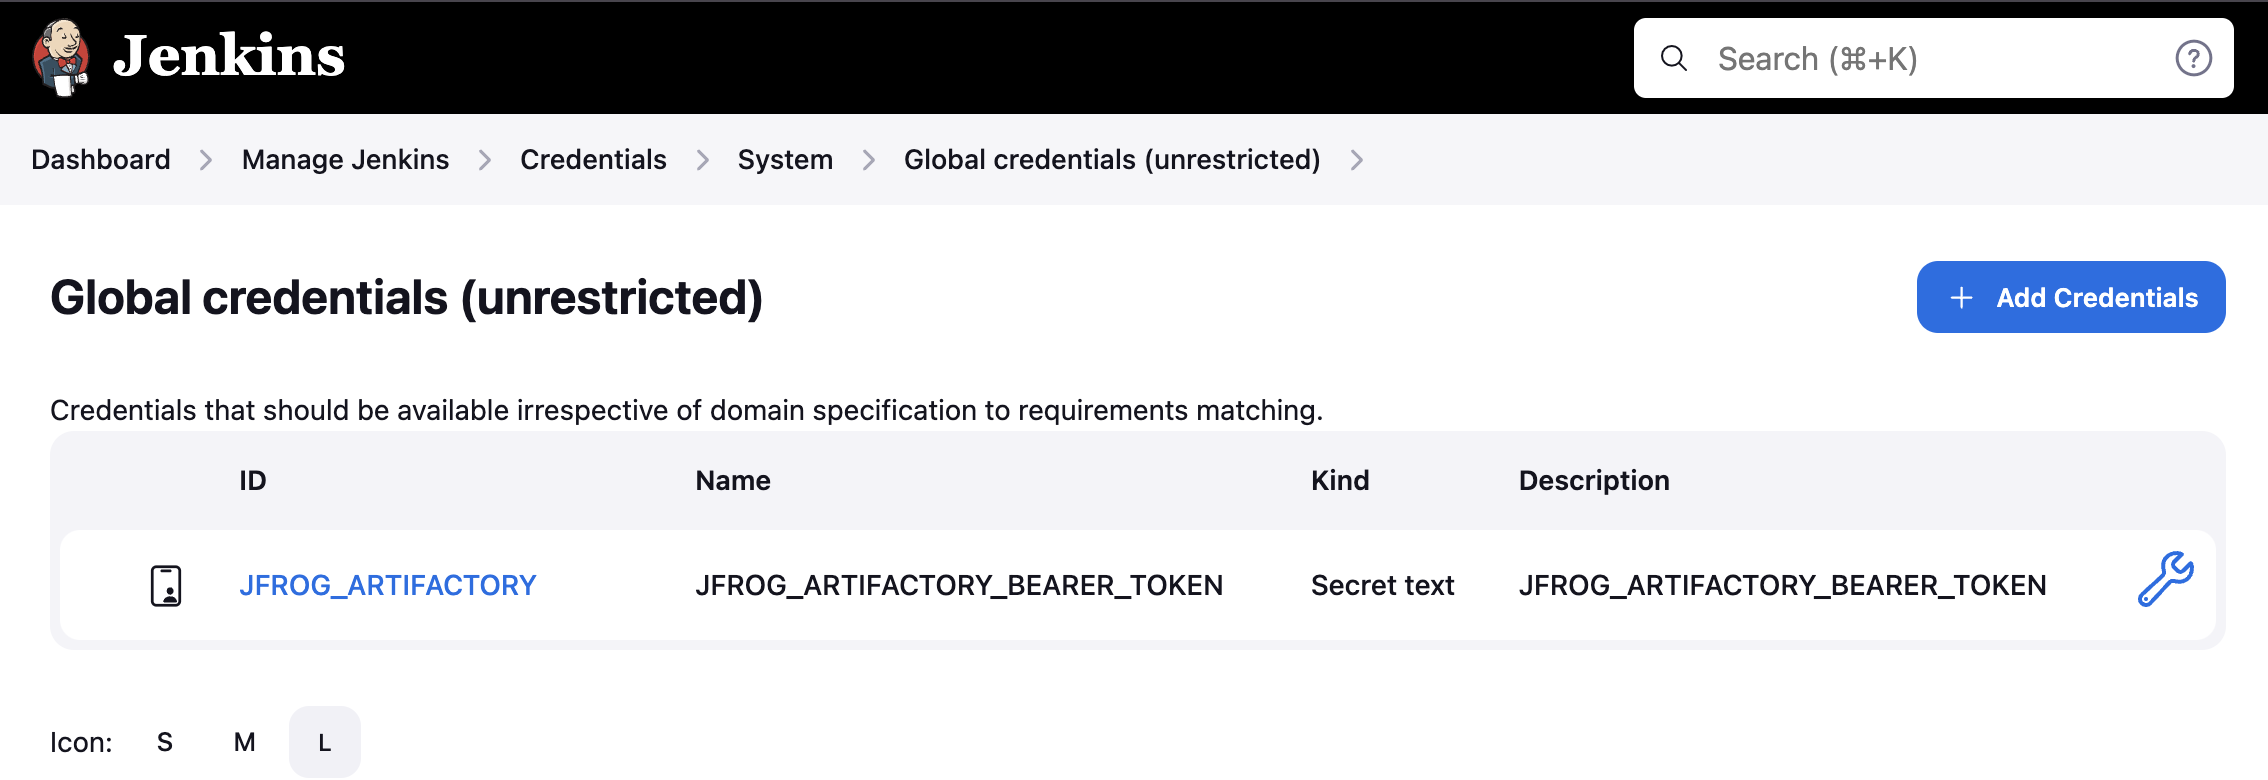 Jenkins
Search (⌘+K)
Dashboard > Manage Jenkins > Credentials > System > Global credentials (unrestricted) >
Global credentials (unrestricted)
+ Add Credentials
Credentials that should be available irrespective of domain specification to requirements matching.
ID Name Kind Description
JFROG_ARTIFACTORY JFROG_ARTIFACTORY_BEARER_TOKEN Secret text JFROG_ARTIFACTORY_BEARER_TOKEN
Icon: S M L